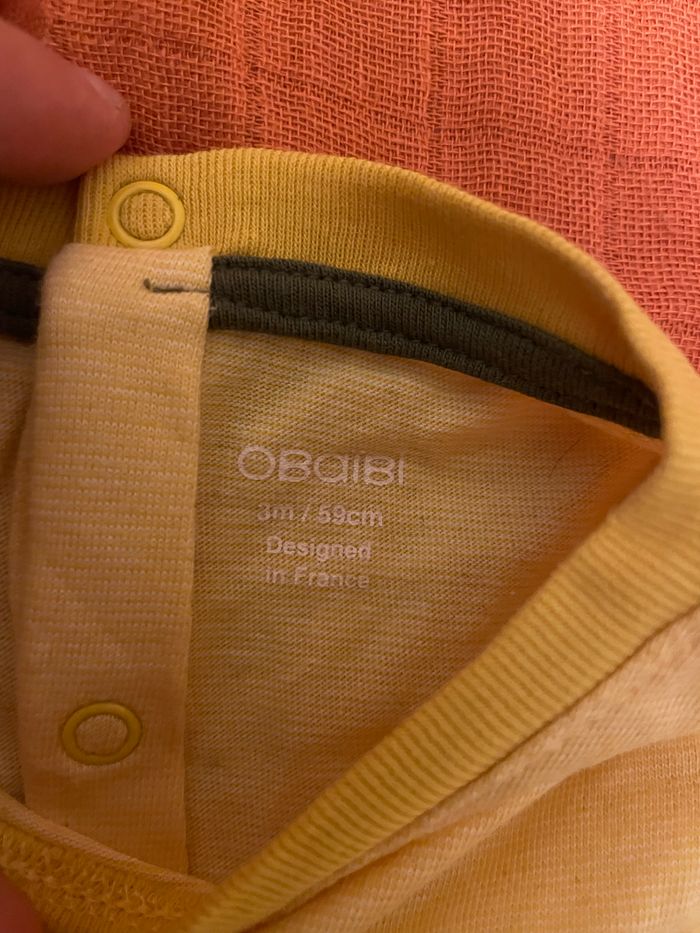 OBaiBi
3m / 59cm
Designed
in France